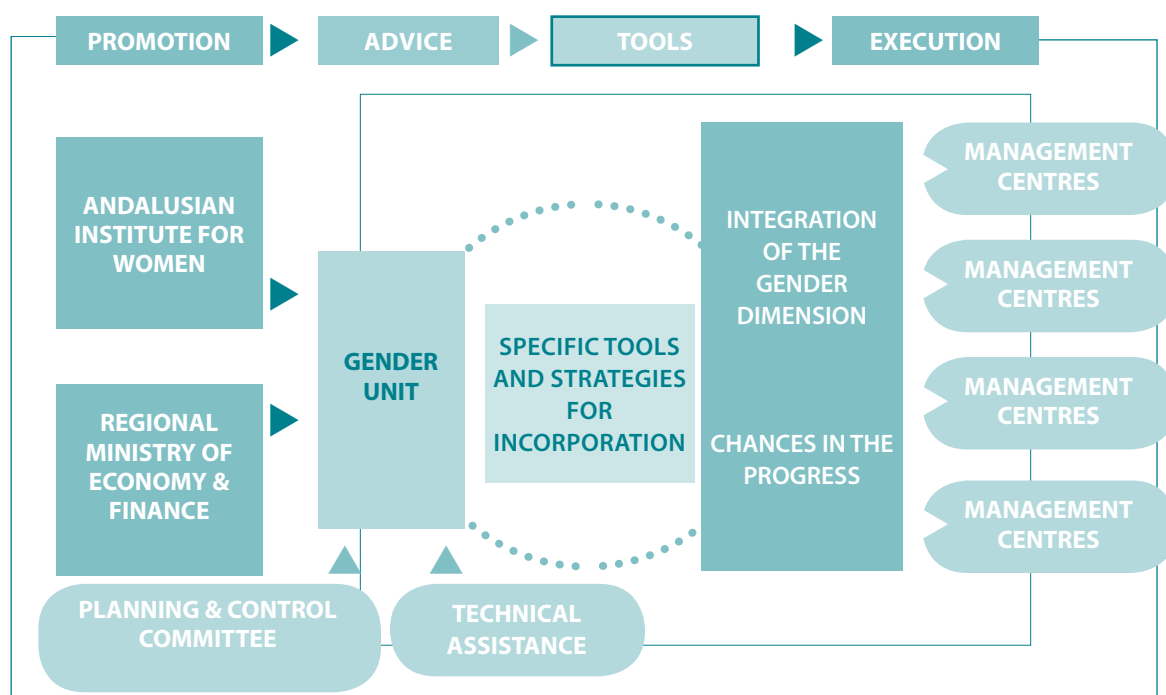 PROMOTION
ADVICE
TOOLS
EXECUTION
ANDALUSIAN
INSTITUTE FOR
WOMEN
REGIONAL
MINISTRY OF
ECONOMY &
FINANCE
GENDER
UNIT
SPECIFIC TOOLS
AND STRATEGIES
FOR
INCORPORATION
INTEGRATION
OF THE
GENDER
DIMENSION
CHANCES IN THE
PROGRESS
MANAGEMENT
CENTRES
MANAGEMENT
CENTRES
MANAGEMENT
CENTRES
MANAGEMENT
CENTRES
PLANNING & CONTROL
COMMITTEE
TECHNICAL
ASSISTANCE